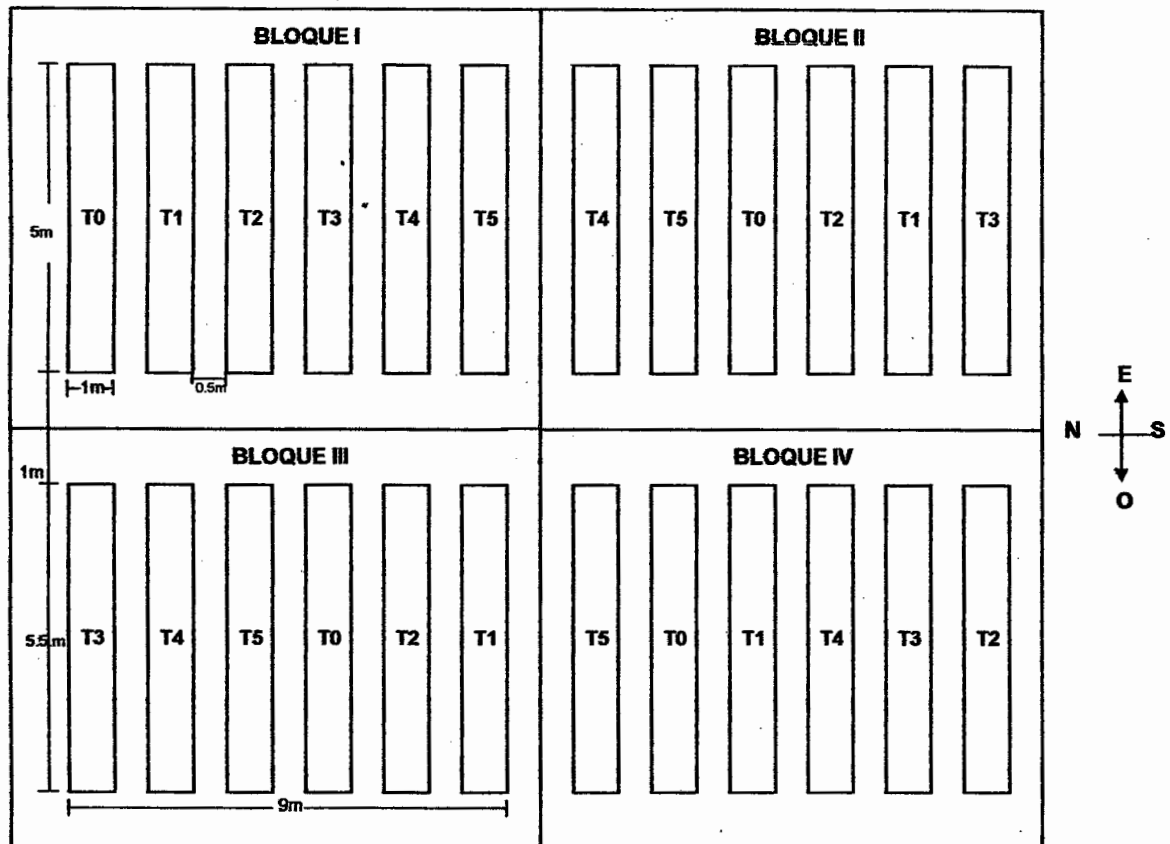 BLOQUE I
BLOQUE II
5m
T0 T1 T2 T3 T4 T5
T4 T5 T0 T2 T1 T3
1m
0.5m
E
N S
O
BLOQUE III
BLOQUE IV
1m
5.5.m
T3 T4 T5 T0 T2 T1
T5 T0 T1 T4 T3 T2
9m